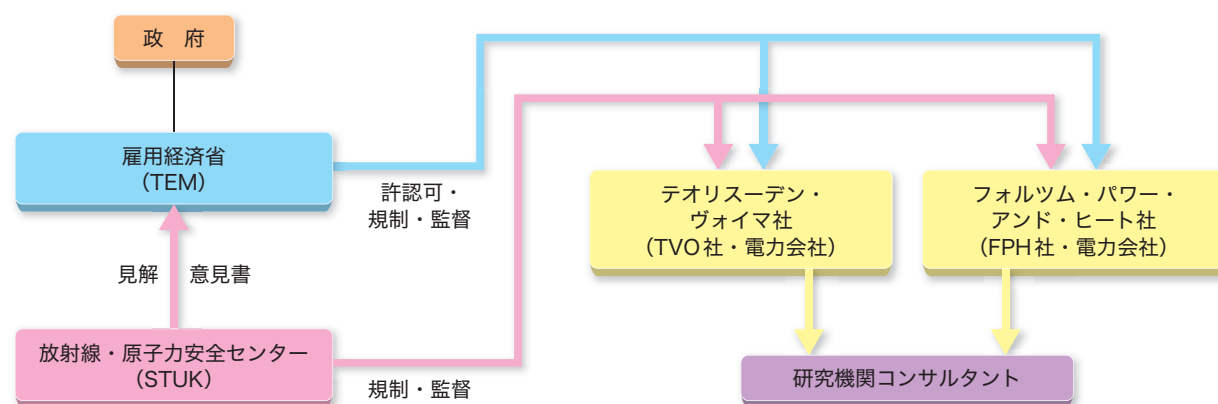 政　府
雇用経済省
（TEM）
許認可・
規制・監督
テオリスーデン・
ヴォイマ社
（TVO社・電力会社）
フォルツム・パワー・
アンド・ヒート社
（FPH社・電力会社）
見解
意見書
放射線・原子力安全センター
（STUK）
規制・監督
研究機関コンサルタント